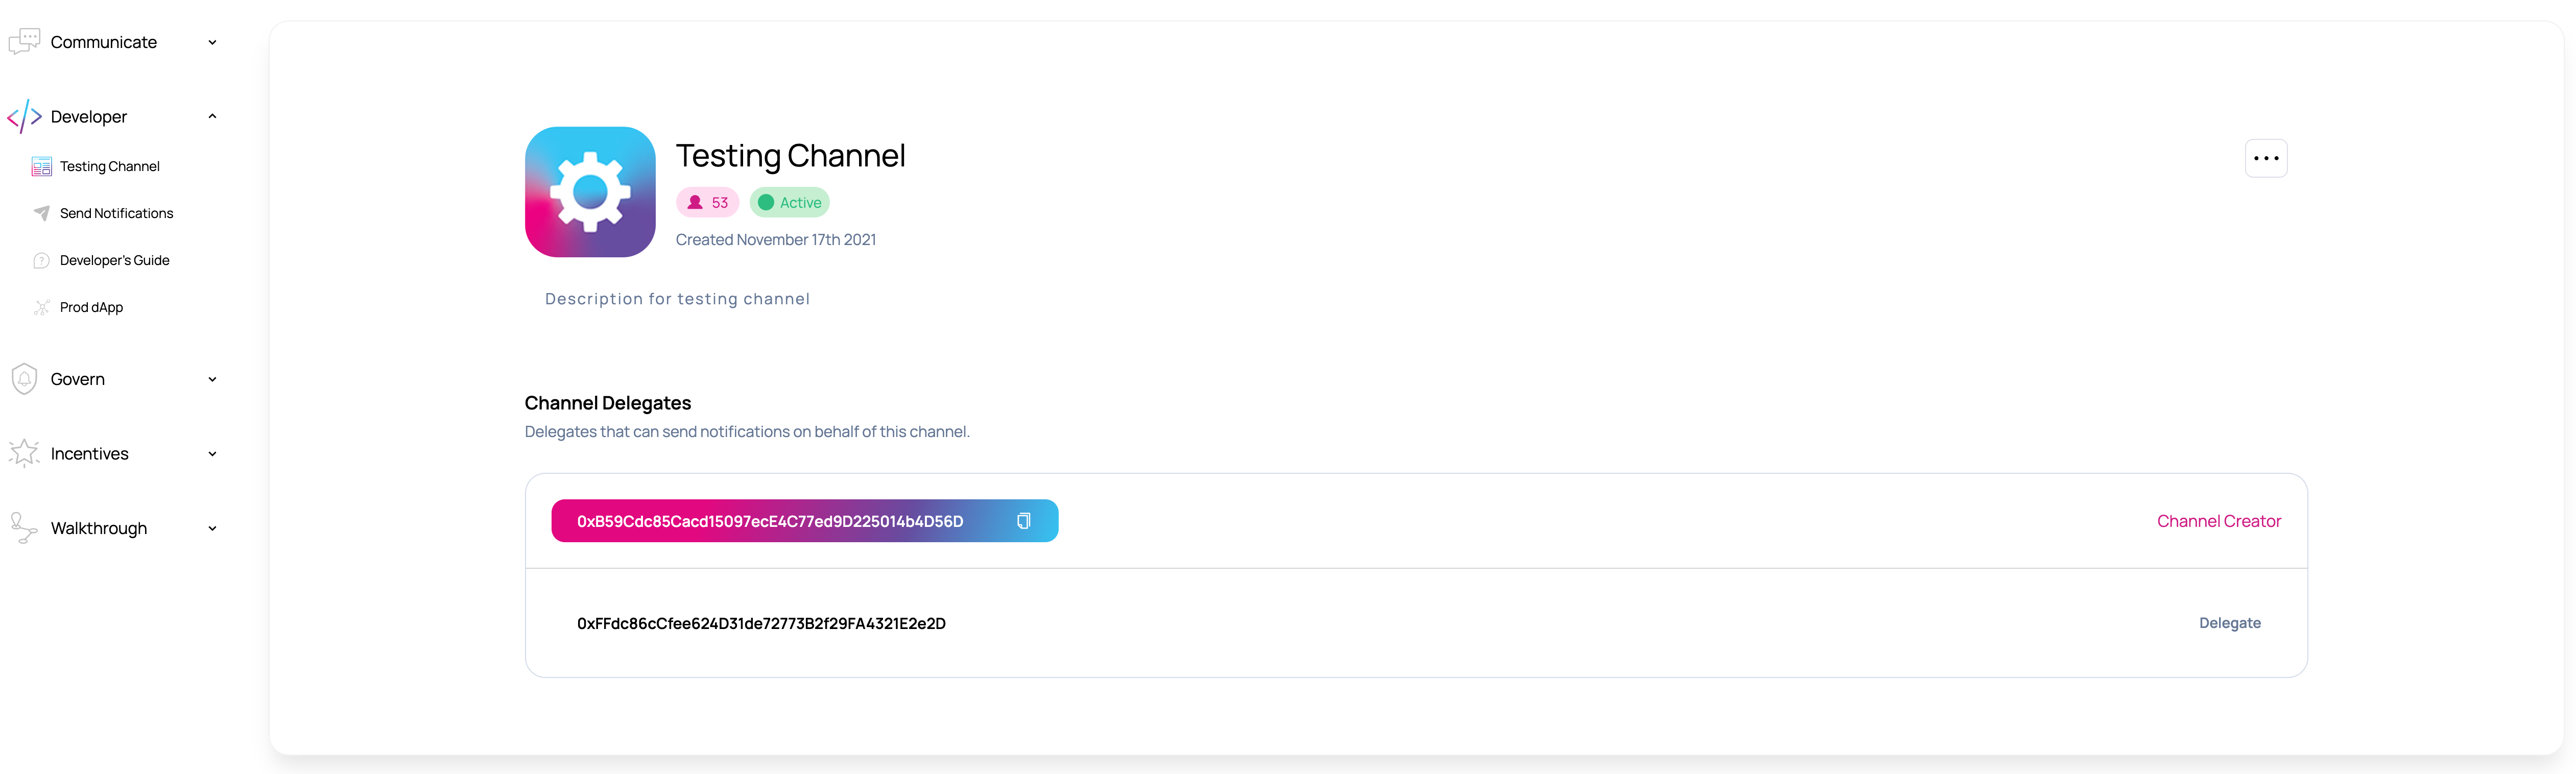 Communicate
Developer
Testing Channel
Send Notifications
Developer's Guide
Prod dApp
Govern
Incentives
Walkthrough
Testing Channel
53
Active
Created November 17th 2021
Description for testing channel
Channel Delegates
Delegates that can send notifications on behalf of this channel.
0xB59Cdc85Cacd15097ecE4C77ed9D225014b4D56D
Channel Creator
0xFFdc86cCfee624D31de72773B2f29FA4321E2e2D
Delegate